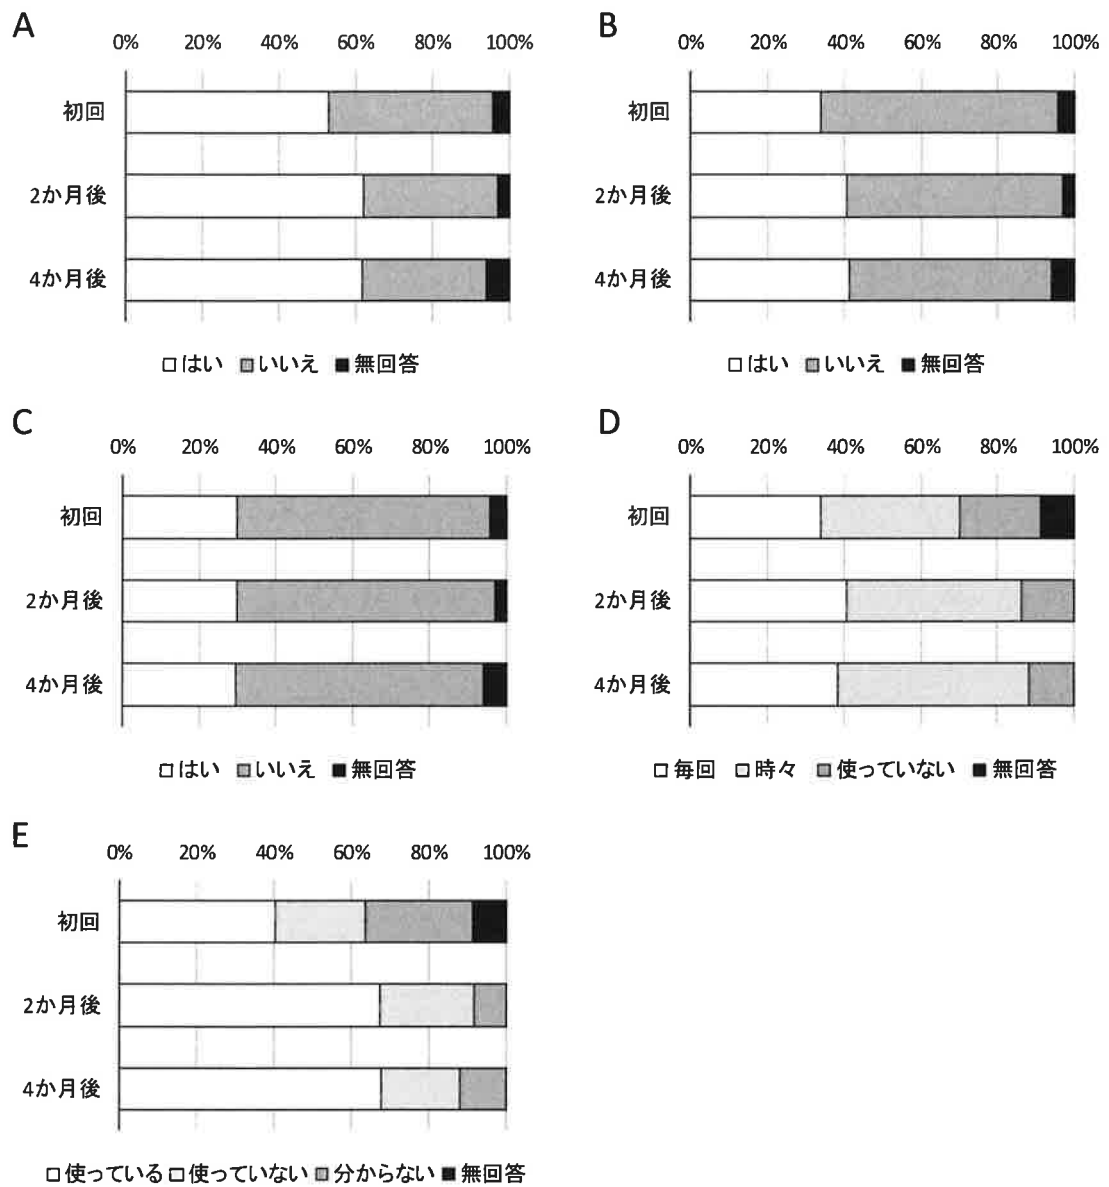 A
0% 20% 40% 60% 80% 100%
初回
2か月後
4か月後
はい いいえ 無回答
B
0% 20% 40% 60% 80% 100%
初回
2か月後
4か月後
はい いいえ 無回答
C
0% 20% 40% 60% 80% 100%
初回
2か月後
4か月後
はい いいえ 無回答
D
0% 20% 40% 60% 80% 100%
初回
2か月後
4か月後
毎回 時々 使っていない 無回答
E
0% 20% 40% 60% 80% 100%
初回
2か月後
4か月後
使っている 使っていない 分からない 無回答